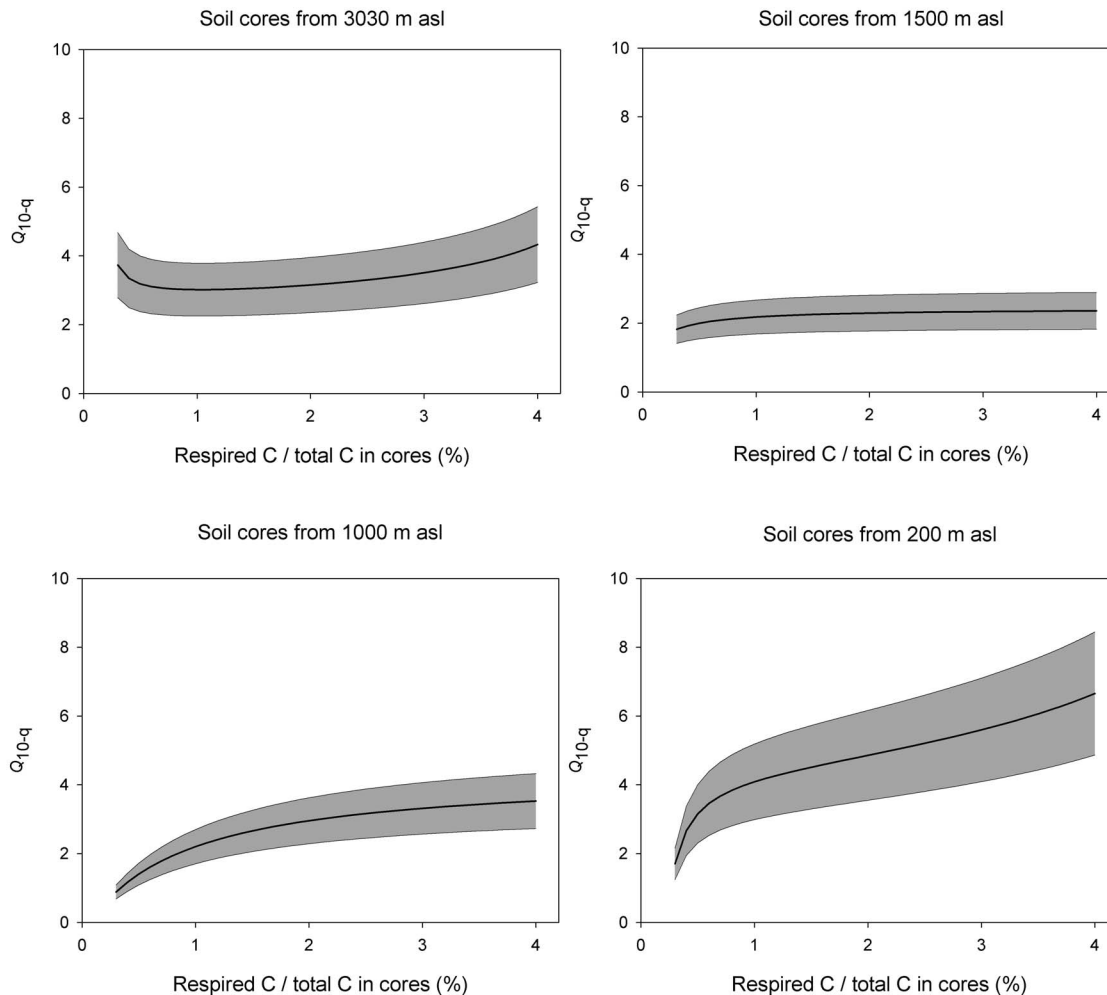 Soil cores from 3030 m asl
10
8
6
4
2
0
Q10-q
0 1 2 3 4
Respired C / total C in cores (%)
Soil cores from 1500 m asl
10
8
6
4
2
0
Q10-q
0 1 2 3 4
Respired C / total C in cores (%)
Soil cores from 1000 m asl
10
8
6
4
2
0
Q10-q
0 1 2 3 4
Respired C / total C in cores (%)
Soil cores from 200 m asl
10
8
6
4
2
0
Q10-q
0 1 2 3 4
Respired C / total C in cores (%)